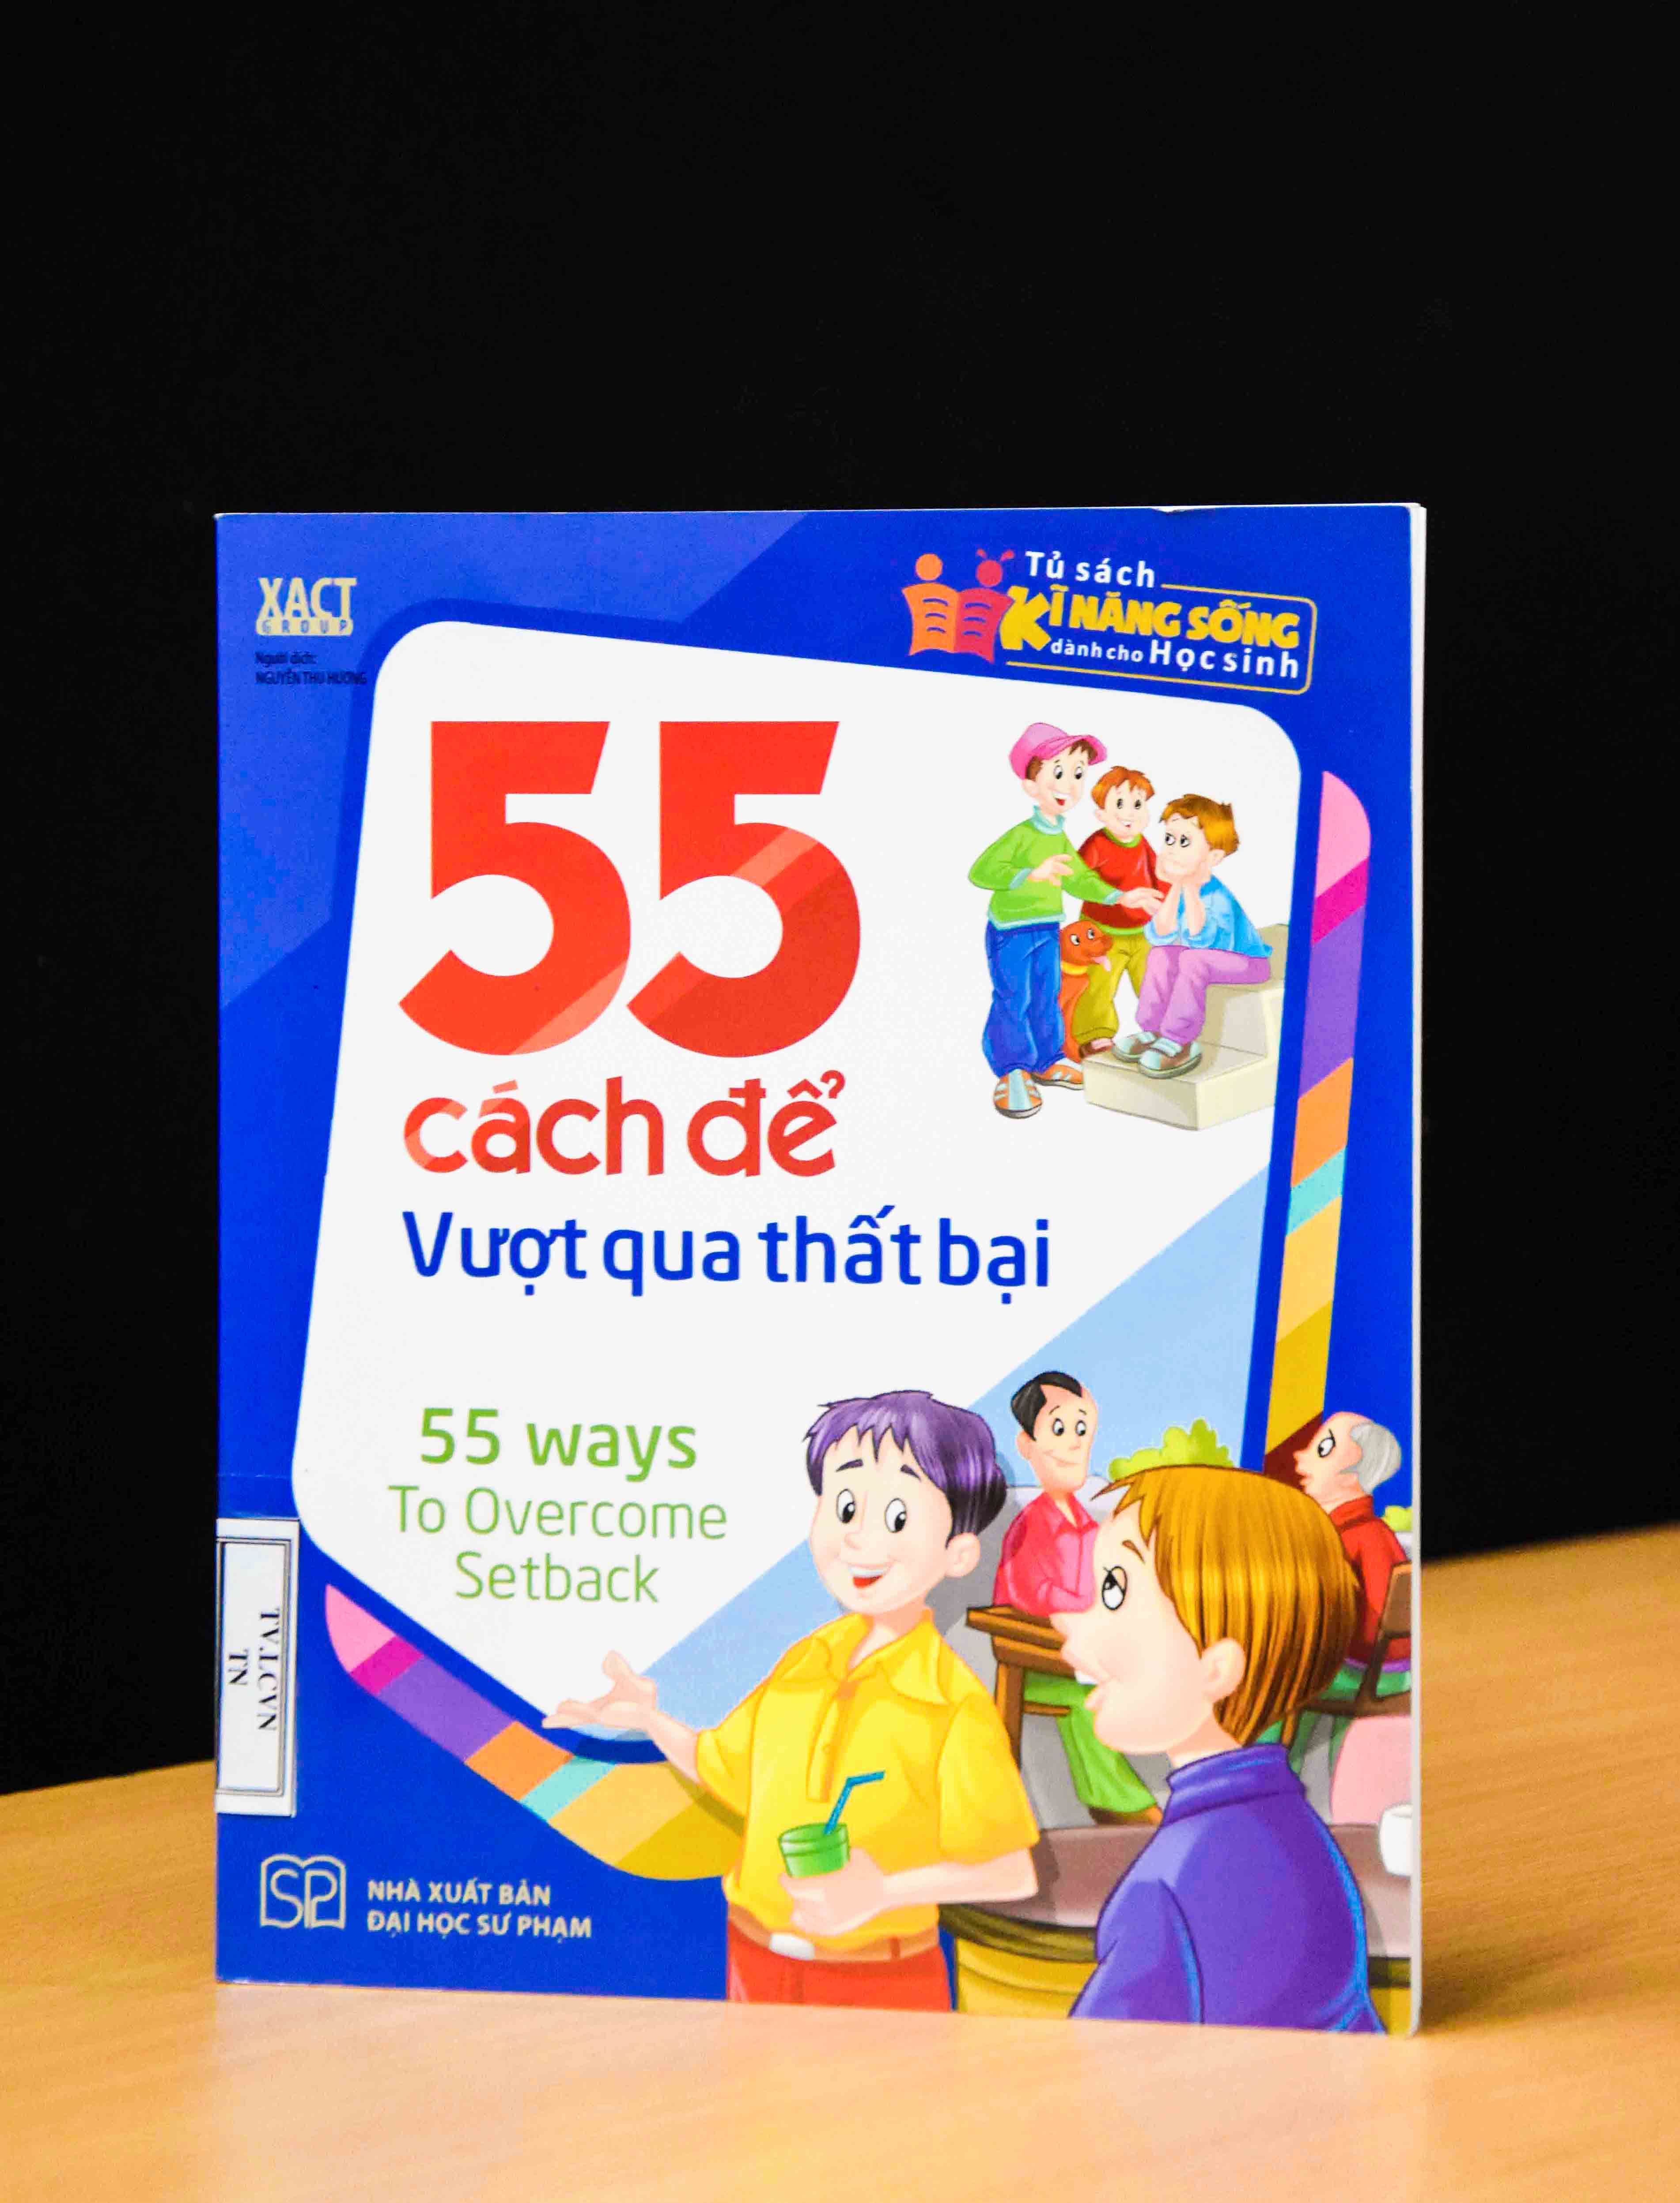 XACT
GROUP
Người dịch:
NGUYỄN THU HƯƠNG
Tủ sách
KĨ NĂNG SỐNG
dành cho Học sinh
55
cách để
Vượt qua thất bại
55 ways
To Overcome
Setback
TV.LCVN
TN
SP
NHÀ XUẤT BẢN
ĐẠI HỌC SƯ PHẠM